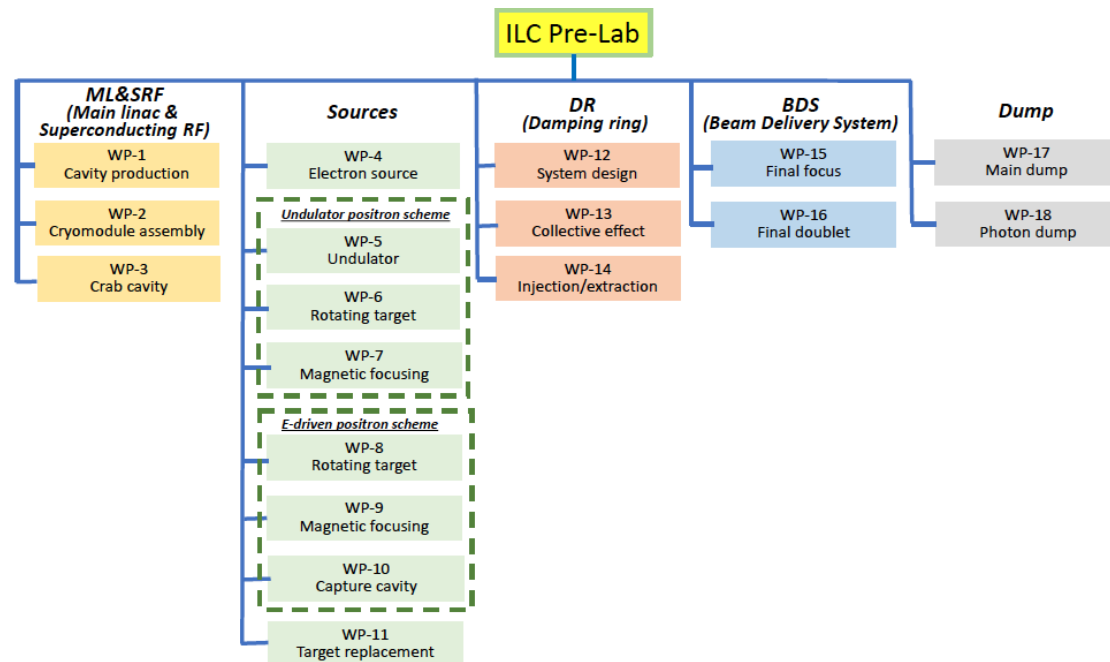 ILC Pre-Lab
ML&SRF
(Main linac &
Superconducting RF)
WP-1
Cavity production
WP-2
Cryomodule assembly
WP-3
Crab cavity
Sources
WP-4
Electron source
Undulator positron scheme
WP-5
Undulator
WP-6
Rotating target
WP-7
Magnetic focusing
E-driven positron scheme
WP-8
Rotating target
WP-9
Magnetic focusing
WP-10
Capture cavity
WP-11
Target replacement
DR
(Damping ring)
WP-12
System design
WP-13
Collective effect
WP-14
Injection/extraction
BDS
(Beam Delivery System)
WP-15
Final focus
WP-16
Final doublet
Dump
WP-17
Main dump
WP-18
Photon dump